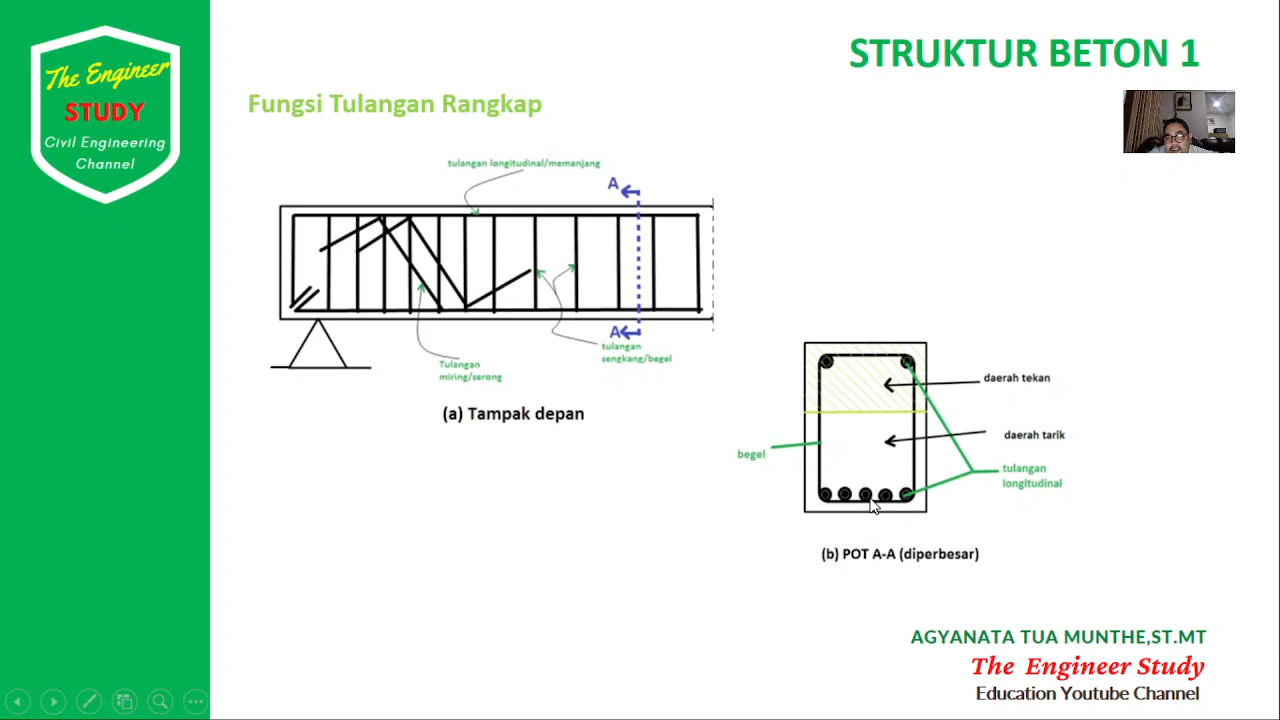 The Engineer
STUDY
Civil Engineering
Channel
STRUKTUR BETON 1
Fungsi Tulangan Rangkap
tulangan longitudinal/memanjang
A
A
tulangan
sengkang/begel
Tulangan
miring/serong
(a) Tampak depan
daerah tekan
daerah tarik
begel
tulangan
longitudinal
(b) POT A-A (diperbesar)
AGYANATA TUA MUNTHE,ST.MT
The Engineer Study
Education Youtube Channel